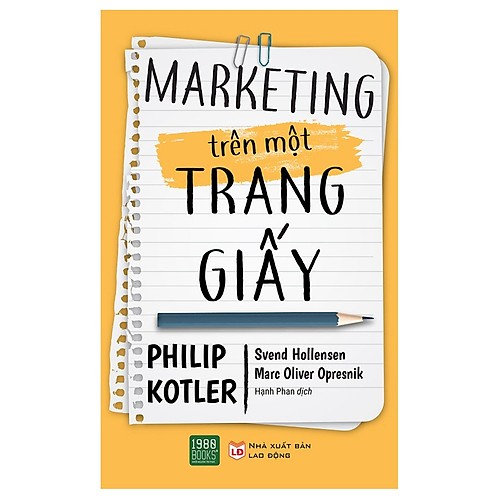 MARKETING
trên một
TRANG
GIẤY
PHILIP
KOTLER
Svend Hollensen
Marc Oliver Opresnik
Hạnh Phan dịch
1980
BOOKS
LĐ
NHÀ XUẤT BẢN
LAO ĐỘNG